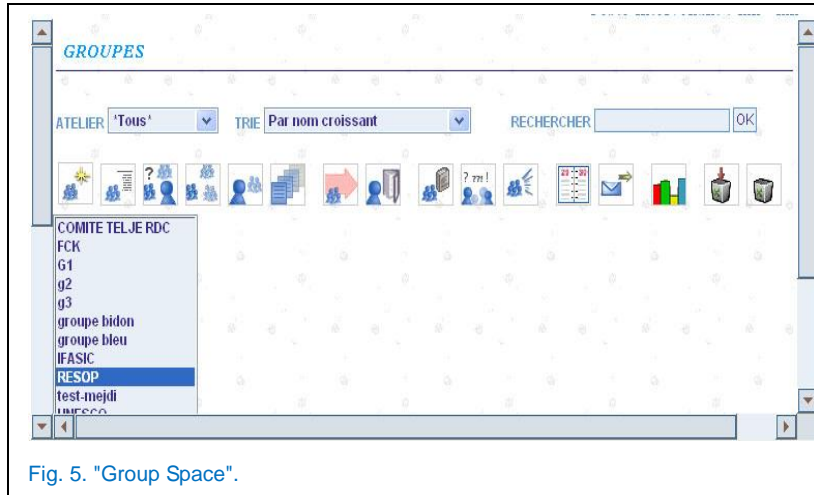 GROUPES
ATELIER *Tous* TRIE Par nom croissant RECHERCHER OK
COMITE TELJE RDC
FCK
G1
g2
g3
groupe bidon
groupe bleu
IFASIC
RESOP
test-mejdi
UNESCO
Fig. 5. "Group Space".